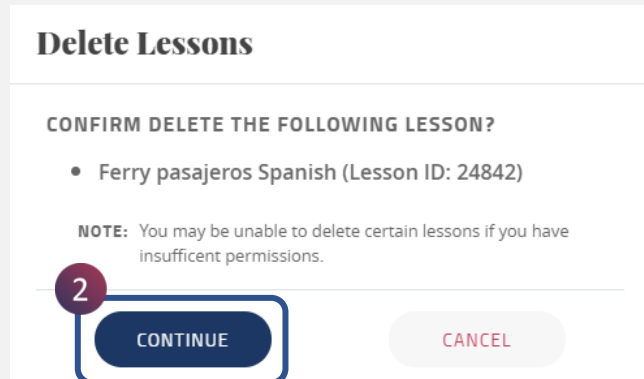 Delete Lessons
CONFIRM DELETE THE FOLLOWING LESSON?
• Ferry pasajeros Spanish (Lesson ID: 24842)
NOTE: You may be unable to delete certain lessons if you have
insufficent permissions.
2
CONTINUE
CANCEL